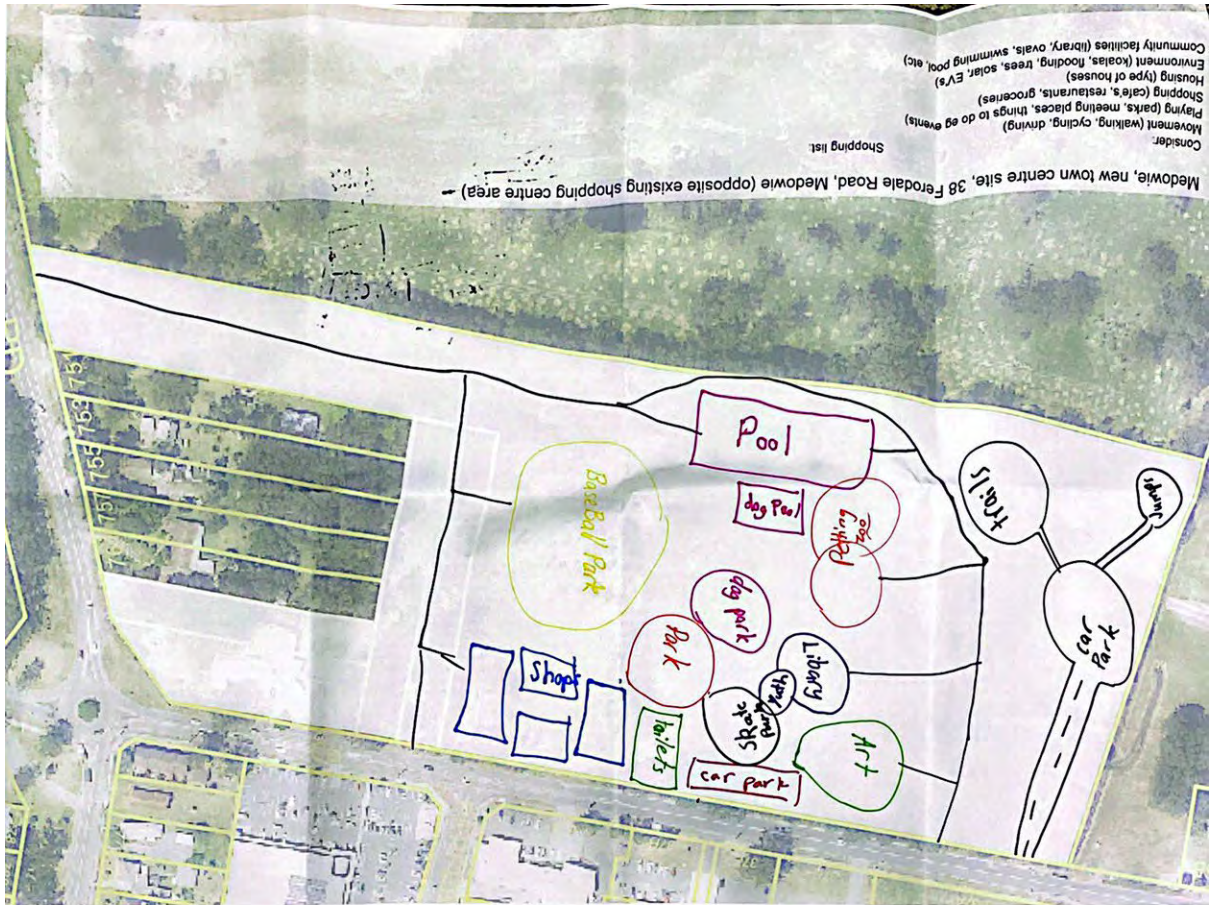 Medowie, new town centre site, 38 Ferodale Road, Medowie (opposite existing shopping centre area)
Consider:
Shopping list:
Movement (walking, cycling, driving)
Playing (parks, meeting places, things to do eg events)
Shopping (cafe's, restaurants, groceries)
Housing (type of houses)
Environment (koalas, flooding, trees, solar, EV's)
Community facilities (library, ovals, swimming pool, etc)
753
755
757
Pool
dog Pool
Petting
zoo
trails
Jumps
car
Park
BaseBall Park
dog park
Park
Shops
Libary
Yuth
Skate
Park
toilets
car park
Art